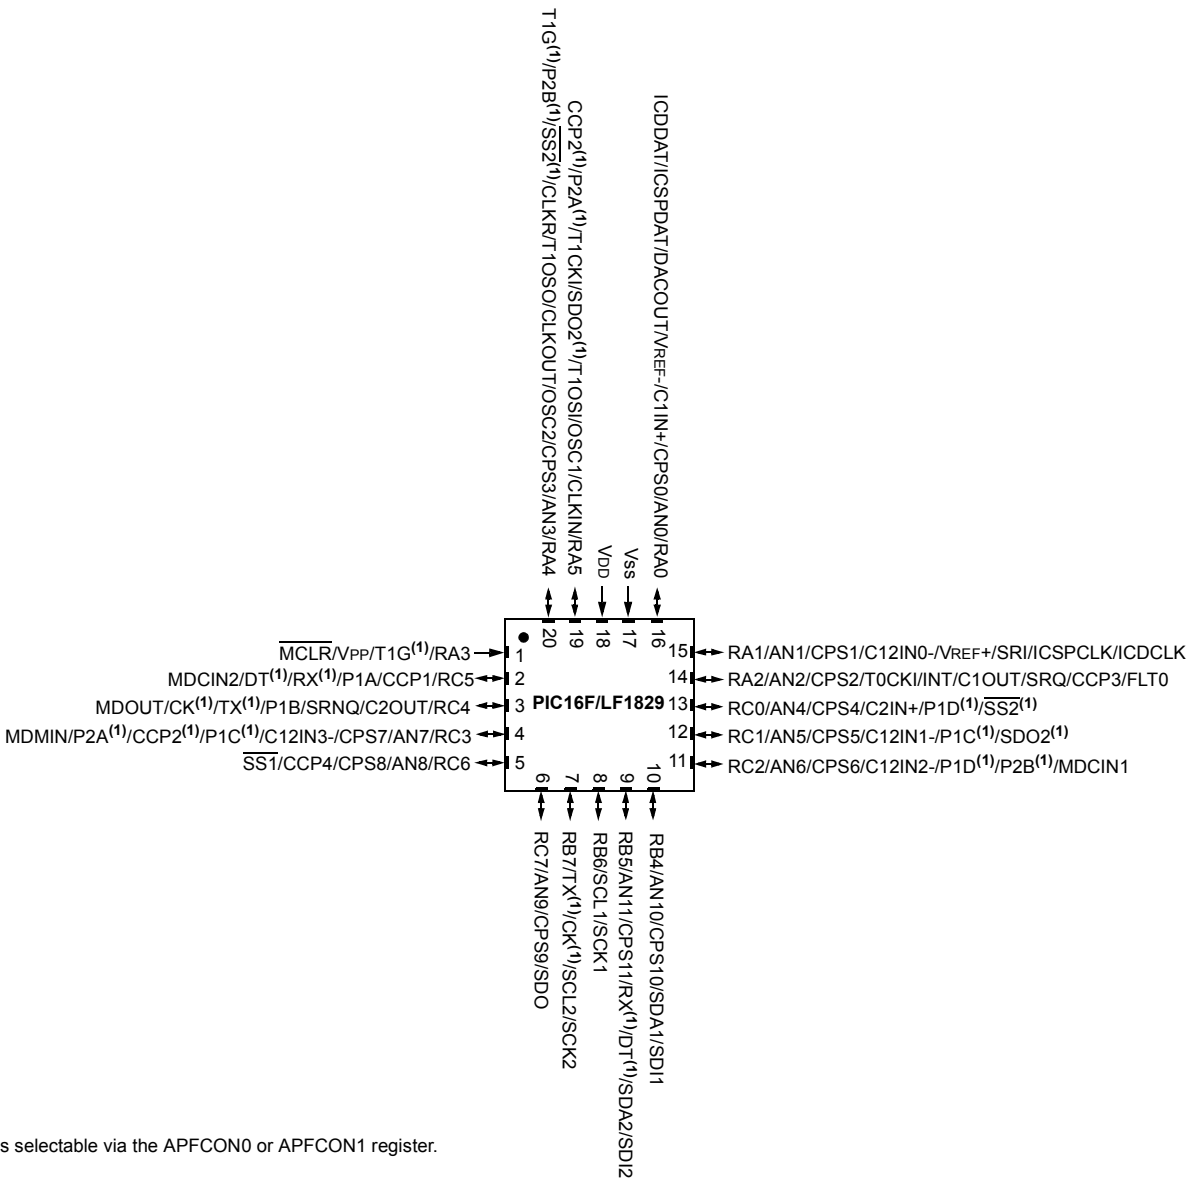 T1G(1)/P2B(1)/SS2(1)/CLKR/T1OSO/CLKOUT/OSC2/CPS3/AN3/RA4
CCP2(1)/P2A(1)/T1CKI/SDO2(1)/T1OSI/OSC1/CLKIN/RA5
VDD
Vss
ICDDAT/ICSPDAT/DACOUT/VREF-/C1IN+/CPS0/AN0/RA0
20 19 18 17 16
MCLR/VPP/T1G(1)/RA3 1 15 RA1/AN1/CPS1/C12IN0-/VREF+/SRI/ICSPCLK/ICDCLK
MDCIN2/DT(1)/RX(1)/P1A/CCP1/RC5 2 14 RA2/AN2/CPS2/T0CKI/INT/C1OUT/SRQ/CCP3/FLT0
MDOUT/CK(1)/TX(1)/P1B/SRNQ/C2OUT/RC4 3 PIC16F/LF1829 13 RC0/AN4/CPS4/C2IN+/P1D(1)/SS2(1)
MDMIN/P2A(1)/CCP2(1)/P1C(1)/C12IN3-/CPS7/AN7/RC3 4 12 RC1/AN5/CPS5/C12IN1-/P1C(1)/SDO2(1)
SS1/CCP4/CPS8/AN8/RC6 5 11 RC2/AN6/CPS6/C12IN2-/P1D(1)/P2B(1)/MDCIN1
6 7 8 9 10
RC7/AN9/CPS9/SDO
RB7/TX(1)/CK(1)/SCL2/SCK2
RB6/SCL1/SCK1
RB5/AN11/CPS11/RX(1)/DT(1)/SDA2/SDI2
RB4/AN10/CPS10/SDA1/SDI1
s selectable via the APFCON0 or APFCON1 register.